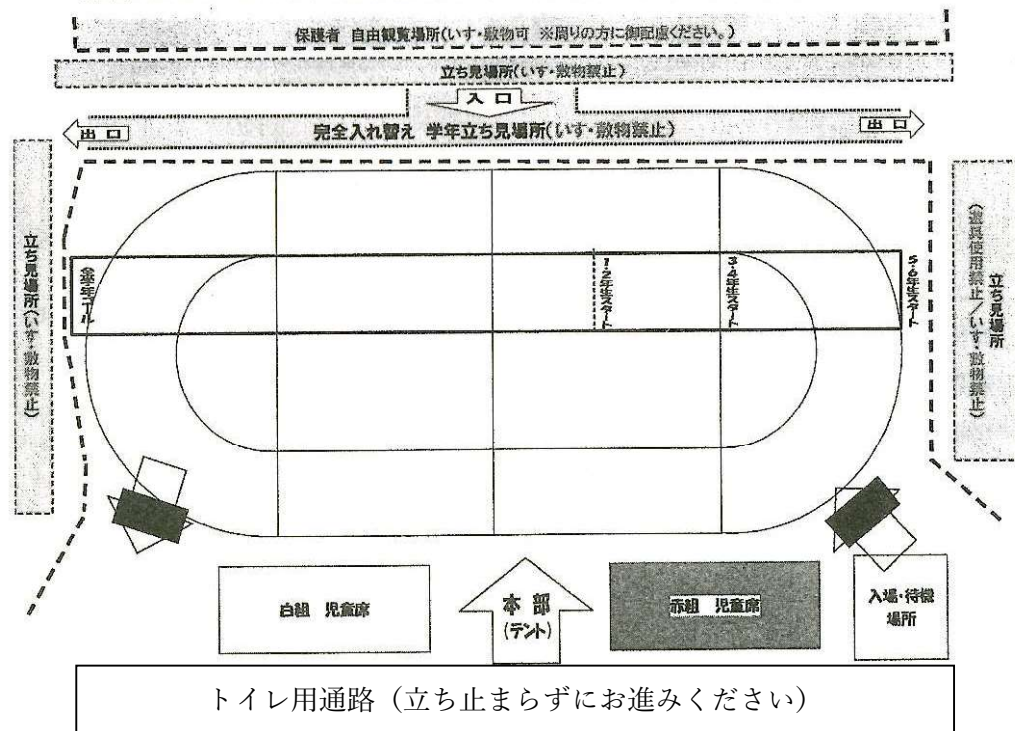 保護者 自由観覧場所(いす・敷物可 ※周りの方に御配慮ください。)
立ち見場所(いす・敷物禁止)
入口
出口
完全入れ替え 学年立ち見場所(いす・敷物禁止)
出口
立ち見場所(いす・敷物禁止)
全学年ゴール
1・2年生スタート
3・4年生スタート
5・6年生スタート
立ち見場所
(遊具使用禁止/いす・敷物禁止)
白組 児童席
本部
(テント)
赤組 児童席
入場・待機
場所
トイレ用通路（立ち止まらずにお進みください）